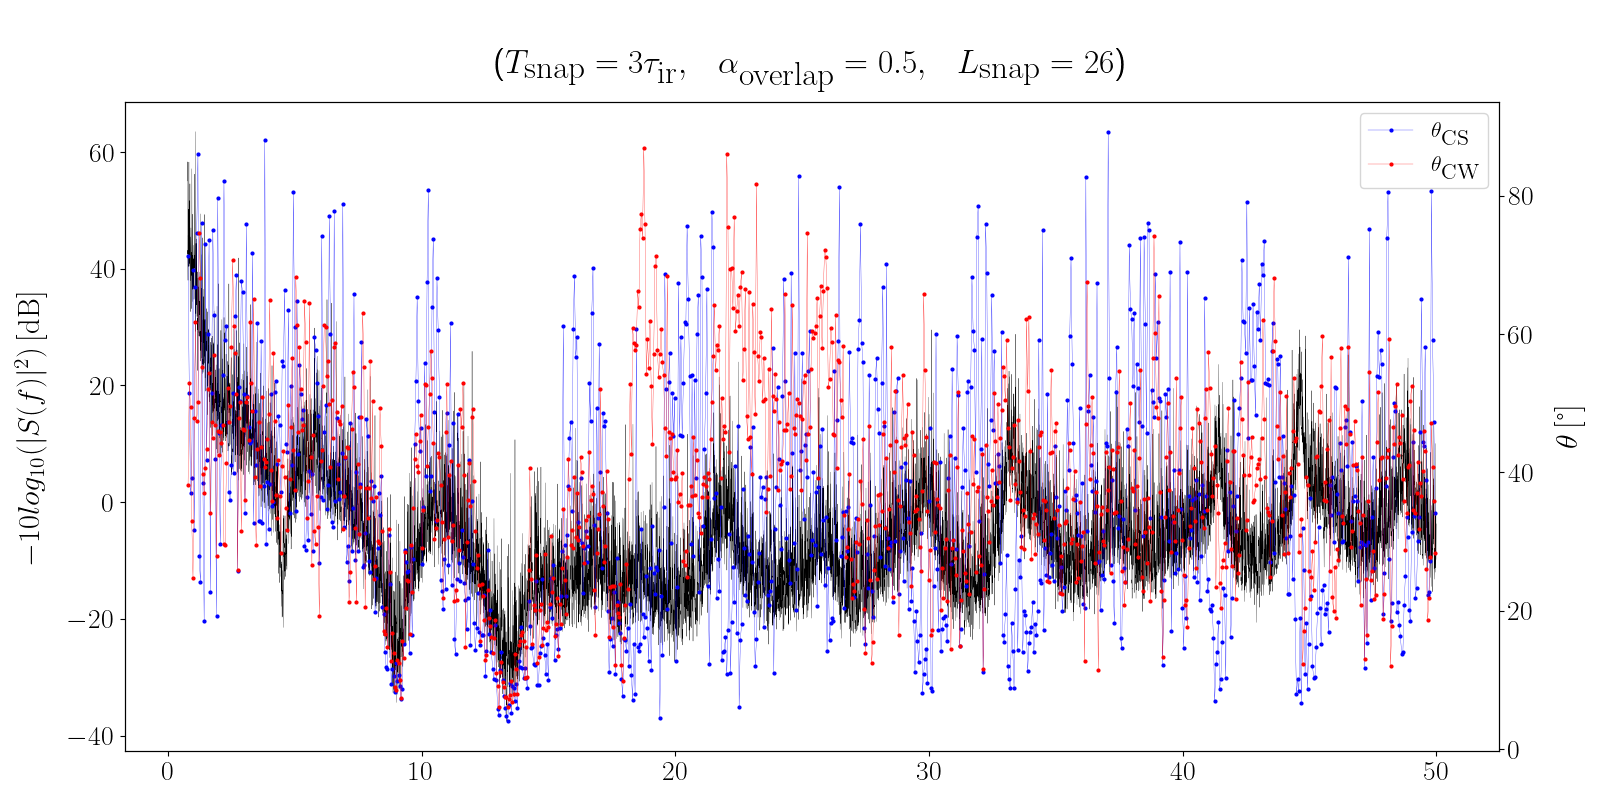 (T_snap = 3τ_ir, α_overlap = 0.5, L_snap = 26)
−10log₁₀(|S(f)|²) [dB]
60
40
20
0
−20
−40
θ_CS
θ_CW
80
60
40
20
0
θ [°]
0 10 20 30 40 50